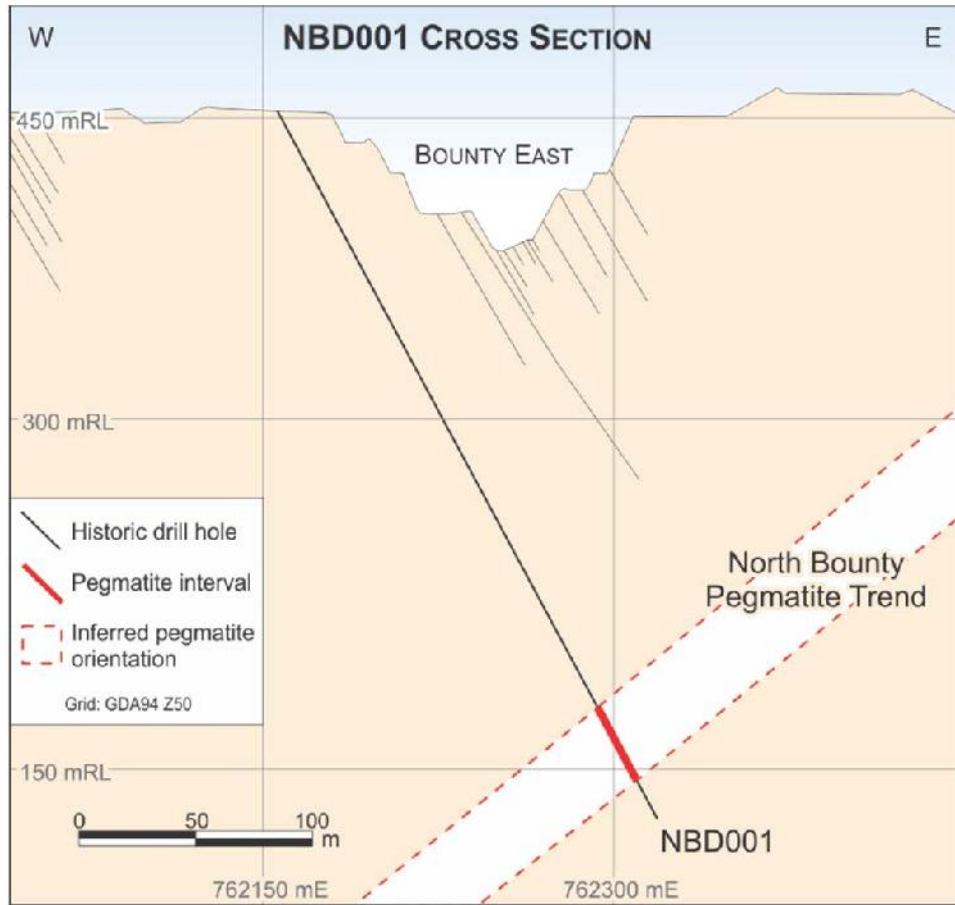 W
NBD001 CROSS SECTION
E
450 mRL
BOUNTY EAST
300 mRL
Historic drill hole
Pegmatite interval
Inferred pegmatite
orientation
Grid: GDA94 Z50
North Bounty
Pegmatite Trend
150 mRL
0 50 100
m
NBD001
762150 mE
762300 mE